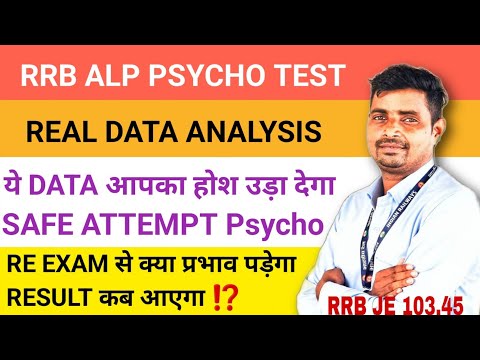 RRB ALP PSYCHO TEST
REAL DATA ANALYSIS
ये DATA आपका होश उड़ा देगा
SAFE ATTEMPT Psycho
RE EXAM से क्या प्रभाव पड़ेगा
RESULT कब आएगा ⁉️
RRB JE 103.45